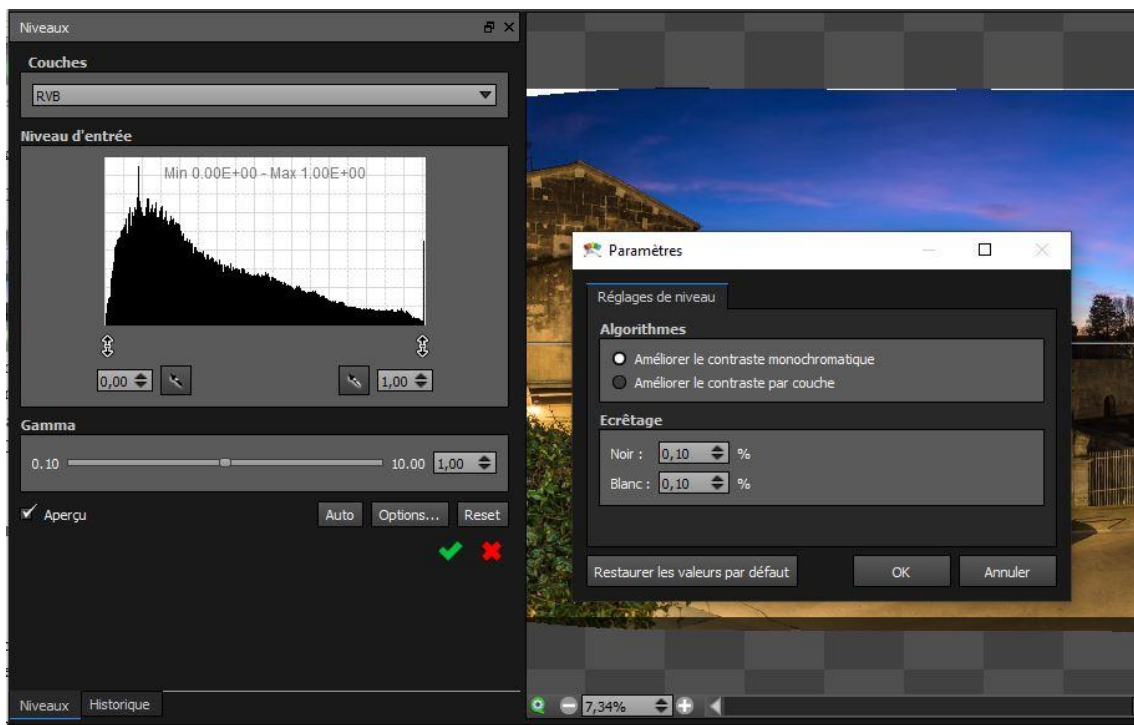 Niveaux
Couches
RVB
Niveau d'entrée
Min 0.00E+00 - Max 1.00E+00
0,00
1,00
Gamma
0.10
10.00
1,00
Aperçu
Auto
Options...
Reset
Niveaux
Historique
Paramètres
Réglages de niveau
Algorithmes
Améliorer le contraste monochromatique
Améliorer le contraste par couche
Ecrêtage
Noir : 0,10 %
Blanc : 0,10 %
Restaurer les valeurs par défaut
OK
Annuler
7,34%